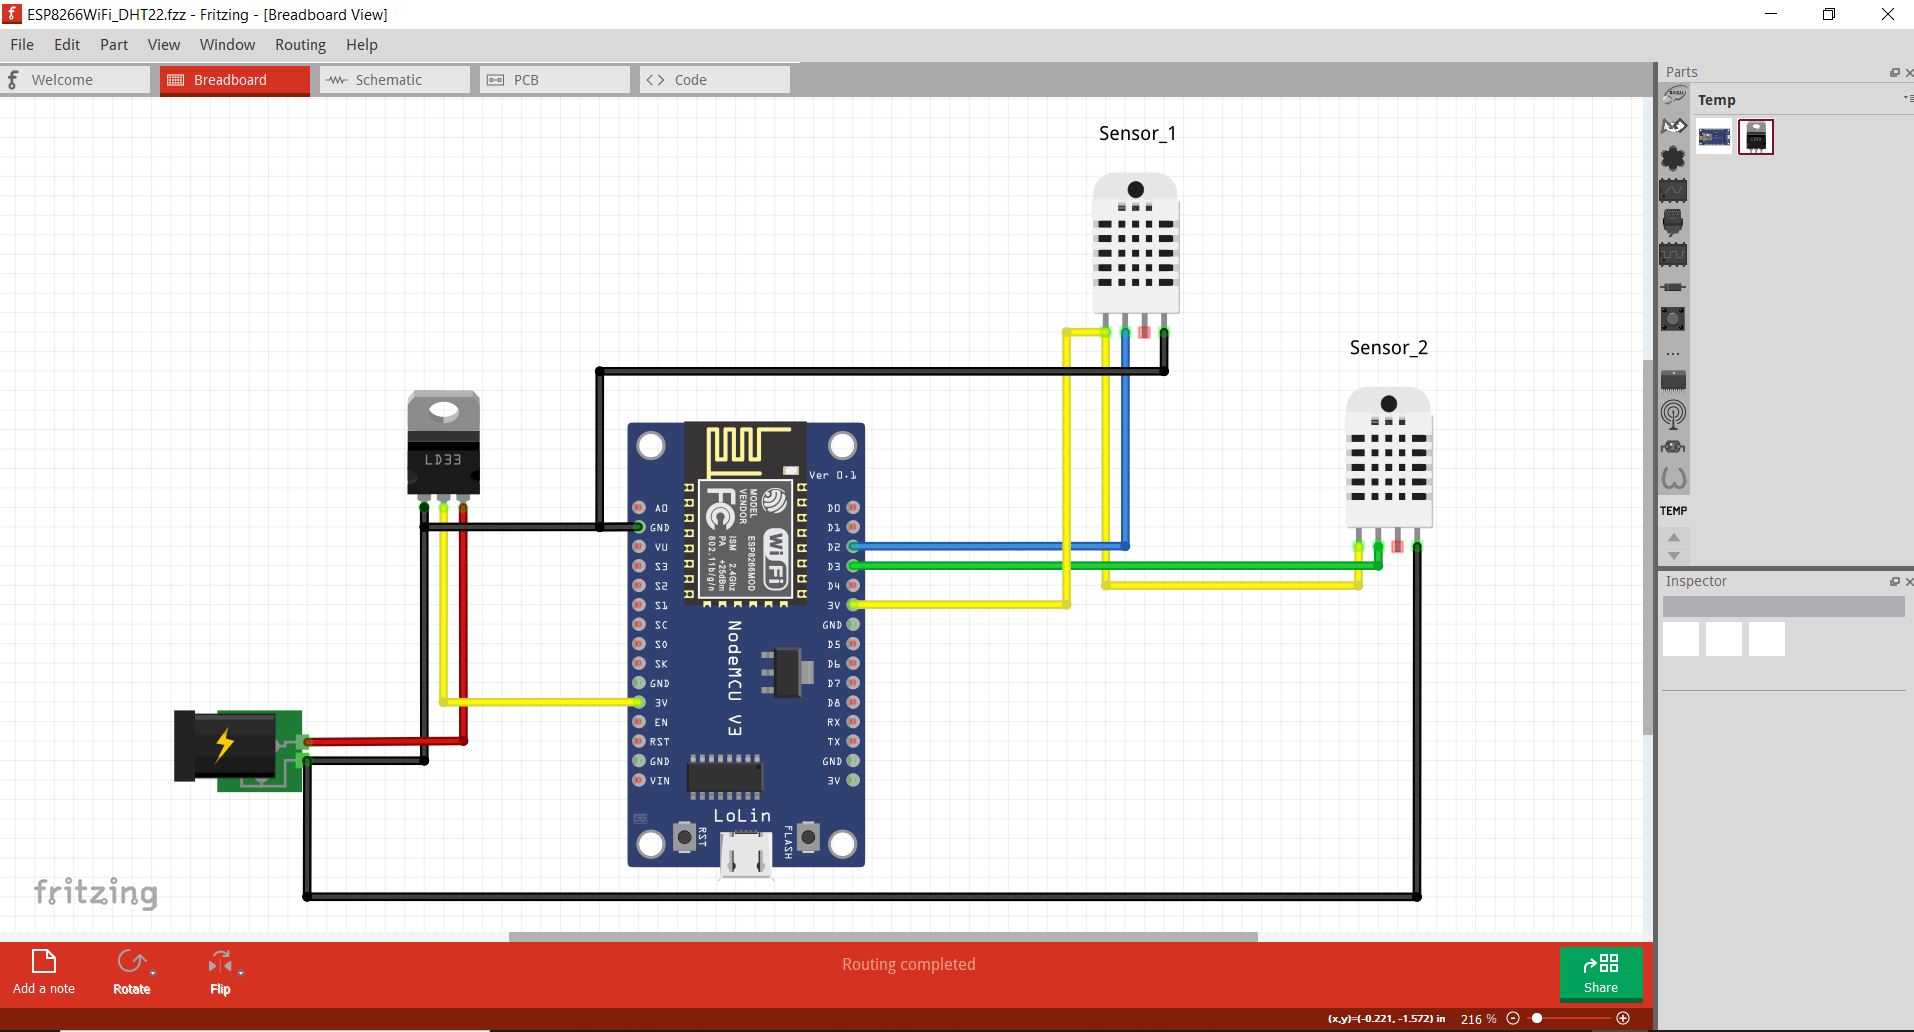 ESP8266WiFi_DHT22.fzz - Fritzing - [Breadboard View]
File Edit Part View Window Routing Help
Welcome Breadboard Schematic PCB Code
Parts
Temp
Sensor_1
Sensor_2
LD33
Ver 0.1
MODEL
VENDOR
ESP8266MOD
ISM 2.4GHz
PA +25dBm
802.11b/g/n
FC
WiFi
A0 D0
GND D1
VU D2
S3 D3
S2 D4
S1 3V
SC GND
S0 D5
SK D6
GND D7
3V D8
EN RX
RST TX
GND GND
VIN 3V
NodeMCU V3
LoLin
RST
FLASH
TEMP
...
Inspector
fritzing
Add a note Rotate Flip
Routing completed
Share
(x,y)=(-0.221, -1.572) in 216 %